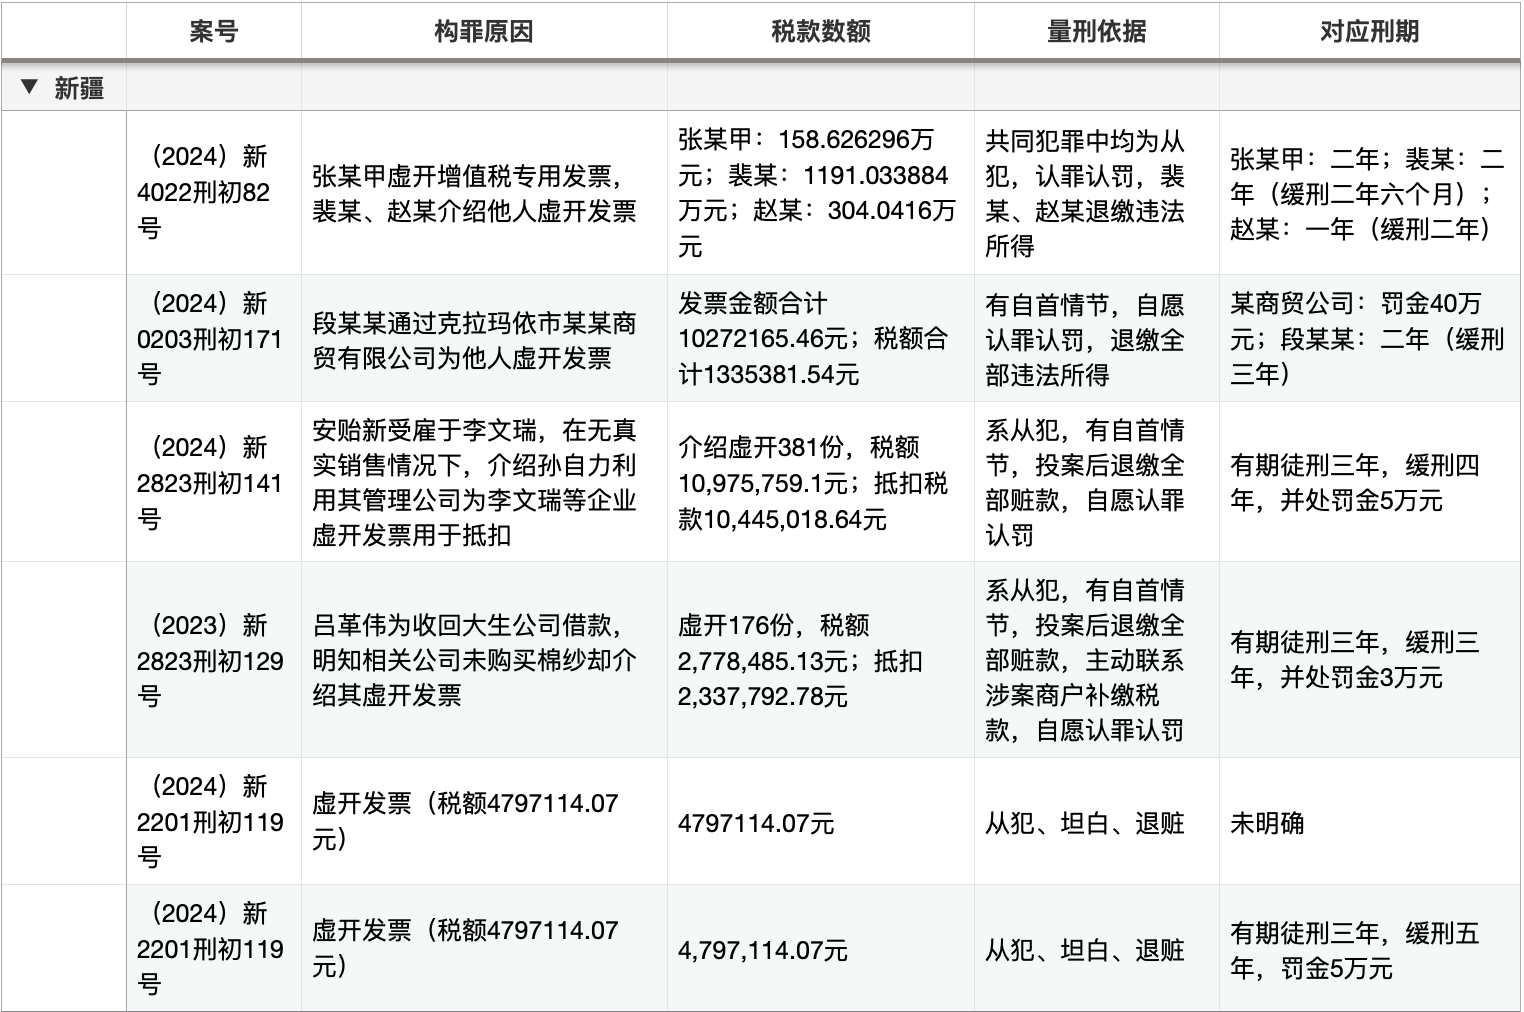 案号
构罪原因
税款数额
量刑依据
对应刑期
▼ 新疆
（2024）新
4022刑初82
号
张某甲虚开增值税专用发票，
裴某、赵某介绍他人虚开发票
张某甲：158.626296万
元；裴某：1191.033884
万元；赵某：304.0416万
元
共同犯罪中均为从
犯，认罪认罚，裴
某、赵某退缴违法
所得
张某甲：二年；裴某：二
年（缓刑二年六个月）；
赵某：一年（缓刑二年）
（2024）新
0203刑初171
号
段某某通过克拉玛依市某某商
贸有限公司为他人虚开发票
发票金额合计
10272165.46元；税额合
计1335381.54元
有自首情节，自愿
认罪认罚，退缴全
部违法所得
某商贸公司：罚金40万
元；段某某：二年（缓刑
三年）
（2024）新
2823刑初141
号
安贻新受雇于李文瑞，在无真
实销售情况下，介绍孙自力利
用其管理公司为李文瑞等企业
虚开发票用于抵扣
介绍虚开381份，税额
10,975,759.1元；抵扣税
款10,445,018.64元
系从犯，有自首情
节，投案后退缴全
部赃款，自愿认罪
认罚
有期徒刑三年，缓刑四
年，并处罚金5万元
（2023）新
2823刑初129
号
吕革伟为收回大生公司借款，
明知相关公司未购买棉纱却介
绍其虚开发票
虚开176份，税额
2,778,485.13元；抵扣
2,337,792.78元
系从犯，有自首情
节，投案后退缴全
部赃款，主动联系
涉案商户补缴税
款，自愿认罪认罚
有期徒刑三年，缓刑三
年，并处罚金3万元
（2024）新
2201刑初119
号
虚开发票（税额4797114.07
元）
4797114.07元
从犯、坦白、退赃
未明确
（2024）新
2201刑初119
号
虚开发票（税额4797114.07
元）
4,797,114.07元
从犯、坦白、退赃
有期徒刑三年，缓刑五
年，罚金5万元